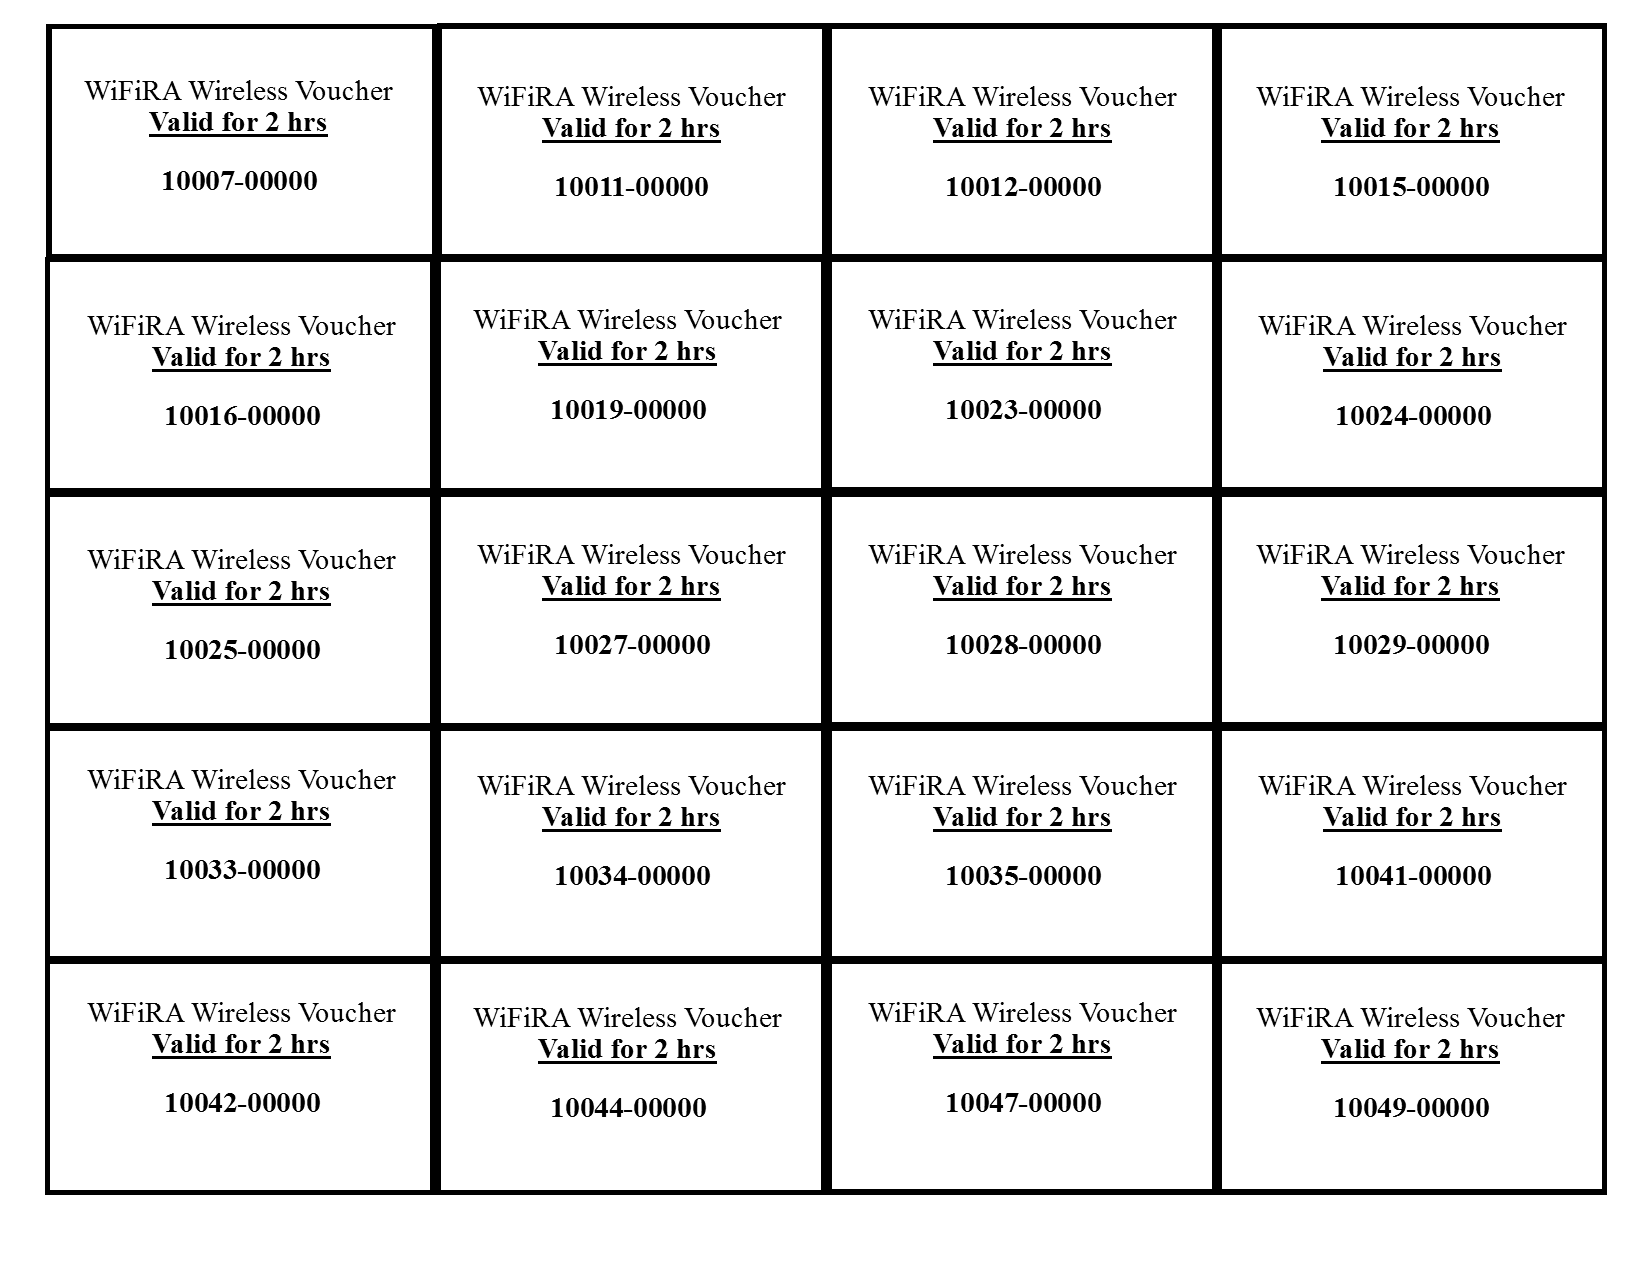 WiFiRA Wireless Voucher
Valid for 2 hrs
10007-00000
WiFiRA Wireless Voucher
Valid for 2 hrs
10011-00000
WiFiRA Wireless Voucher
Valid for 2 hrs
10012-00000
WiFiRA Wireless Voucher
Valid for 2 hrs
10015-00000
WiFiRA Wireless Voucher
Valid for 2 hrs
10016-00000
WiFiRA Wireless Voucher
Valid for 2 hrs
10019-00000
WiFiRA Wireless Voucher
Valid for 2 hrs
10023-00000
WiFiRA Wireless Voucher
Valid for 2 hrs
10024-00000
WiFiRA Wireless Voucher
Valid for 2 hrs
10025-00000
WiFiRA Wireless Voucher
Valid for 2 hrs
10027-00000
WiFiRA Wireless Voucher
Valid for 2 hrs
10028-00000
WiFiRA Wireless Voucher
Valid for 2 hrs
10029-00000
WiFiRA Wireless Voucher
Valid for 2 hrs
10033-00000
WiFiRA Wireless Voucher
Valid for 2 hrs
10034-00000
WiFiRA Wireless Voucher
Valid for 2 hrs
10035-00000
WiFiRA Wireless Voucher
Valid for 2 hrs
10041-00000
WiFiRA Wireless Voucher
Valid for 2 hrs
10042-00000
WiFiRA Wireless Voucher
Valid for 2 hrs
10044-00000
WiFiRA Wireless Voucher
Valid for 2 hrs
10047-00000
WiFiRA Wireless Voucher
Valid for 2 hrs
10049-00000